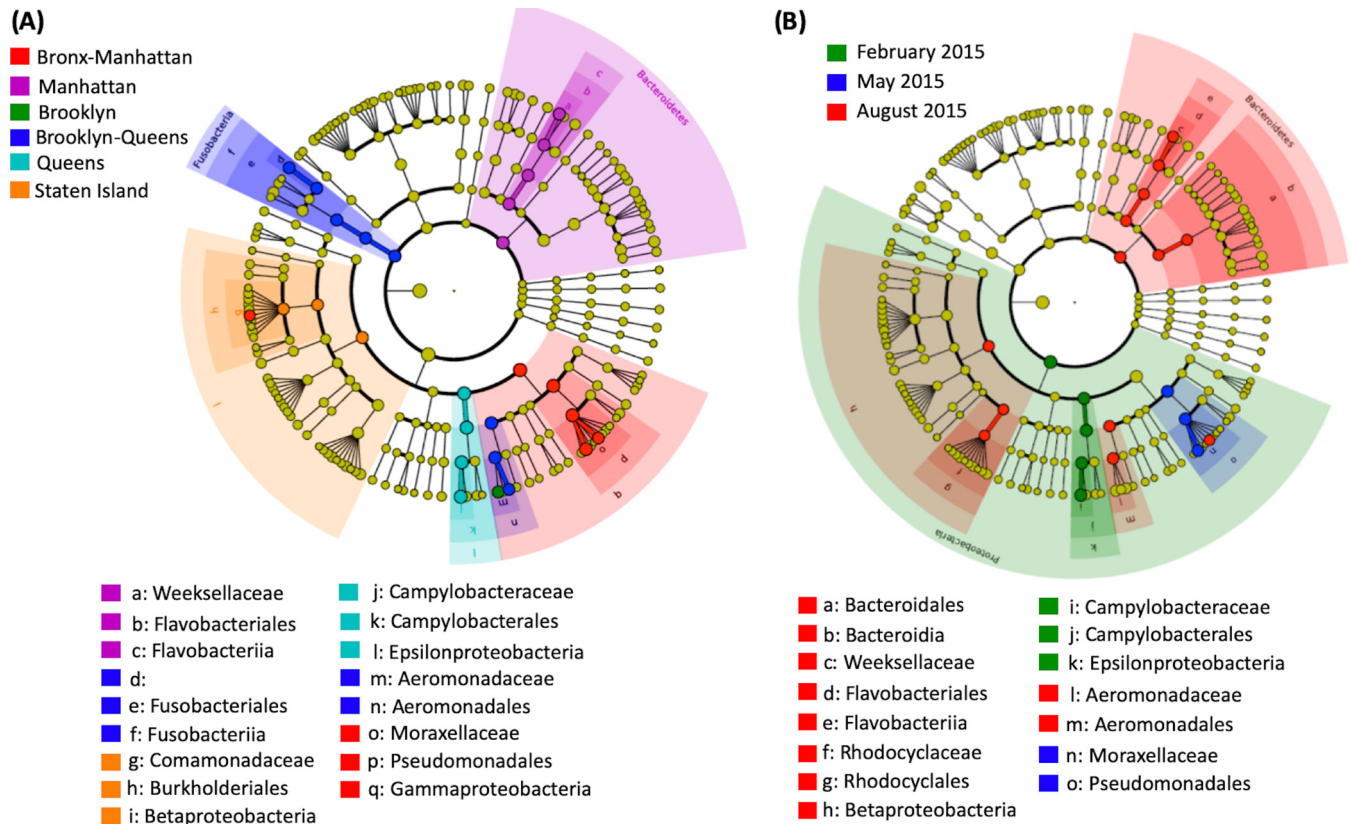 (A)
Bronx-Manhattan
Manhattan
Brooklyn
Brooklyn-Queens
Queens
Staten Island
Fusobacteria
f
e
d
c
b
a
Bacteroidetes
h
g
i
k
l
m
n
o
p
q
a: Weeksellaceae
b: Flavobacteriales
c: Flavobacteriia
d:
e: Fusobacteriales
f: Fusobacteriia
g: Comamonadaceae
h: Burkholderiales
i: Betaproteobacteria
j: Campylobacteraceae
k: Campylobacterales
l: Epsilonproteobacteria
m: Aeromonadaceae
n: Aeromonadales
o: Moraxellaceae
p: Pseudomonadales
q: Gammaproteobacteria
(B)
February 2015
May 2015
August 2015
e
d
c
Bacteroidetes
b
a
h
f
g
Proteobacteria
i
j
k
l
m
n
o
a: Bacteroidales
b: Bacteroidia
c: Weeksellaceae
d: Flavobacteriales
e: Flavobacteriia
f: Rhodocyclaceae
g: Rhodocyclales
h: Betaproteobacteria
i: Campylobacteraceae
j: Campylobacterales
k: Epsilonproteobacteria
l: Aeromonadaceae
m: Aeromonadales
n: Moraxellaceae
o: Pseudomonadales